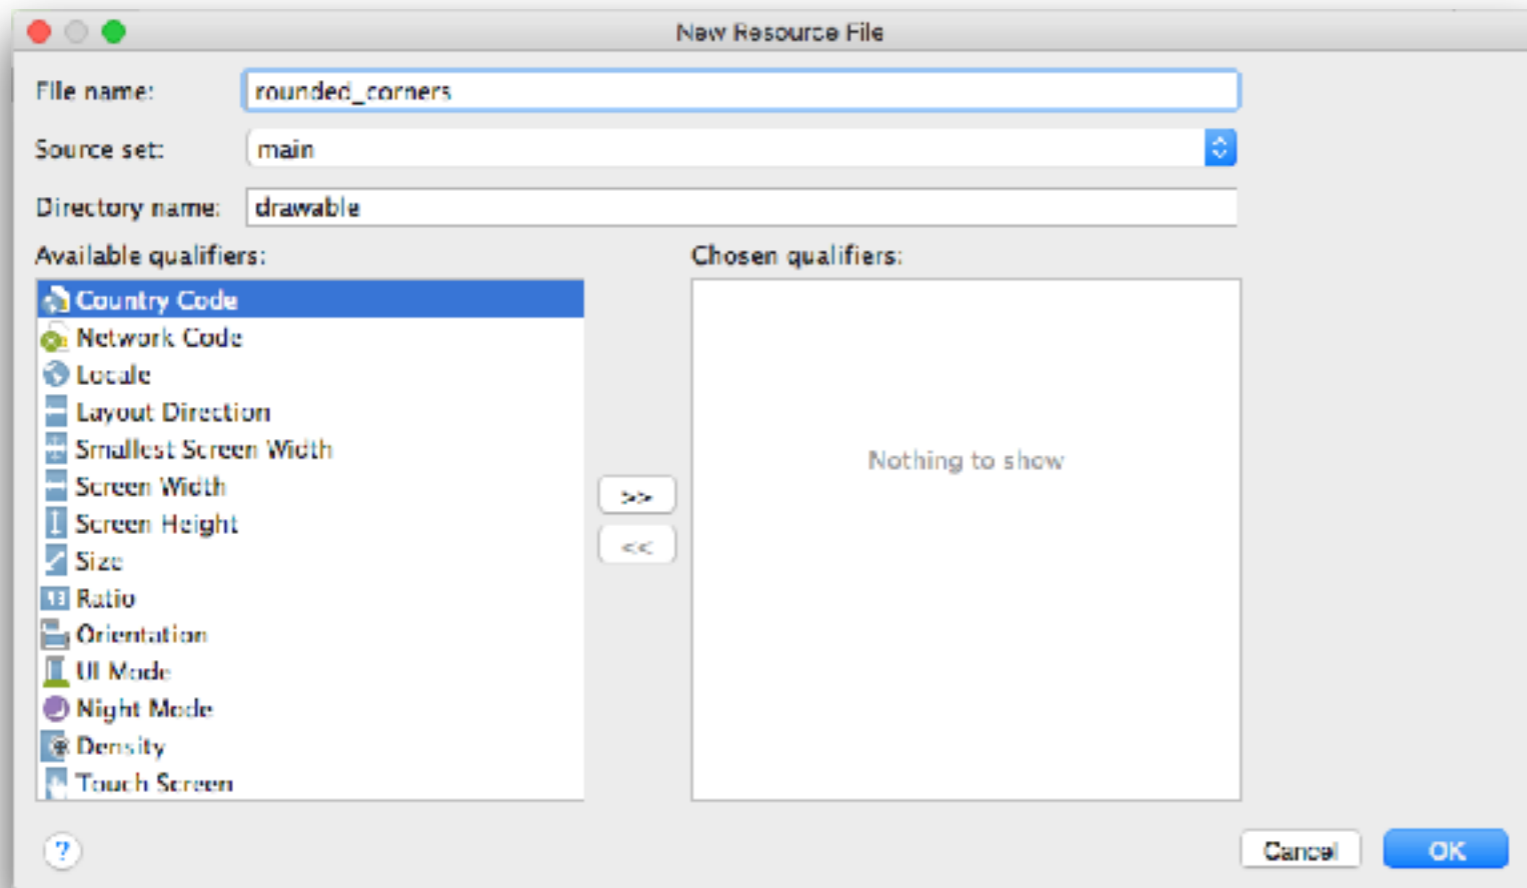 New Resource File
File name: rounded_corners
Source set: main
Directory name: drawable
Available qualifiers: Chosen qualifiers:
Country Code
Network Code
Locale
Layout Direction
Smallest Screen Width
Screen Width
Screen Height
Size
Ratio
Orientation
UI Mode
Night Mode
Density
Touch Screen
>>
<<
Nothing to show
?
Cancel OK